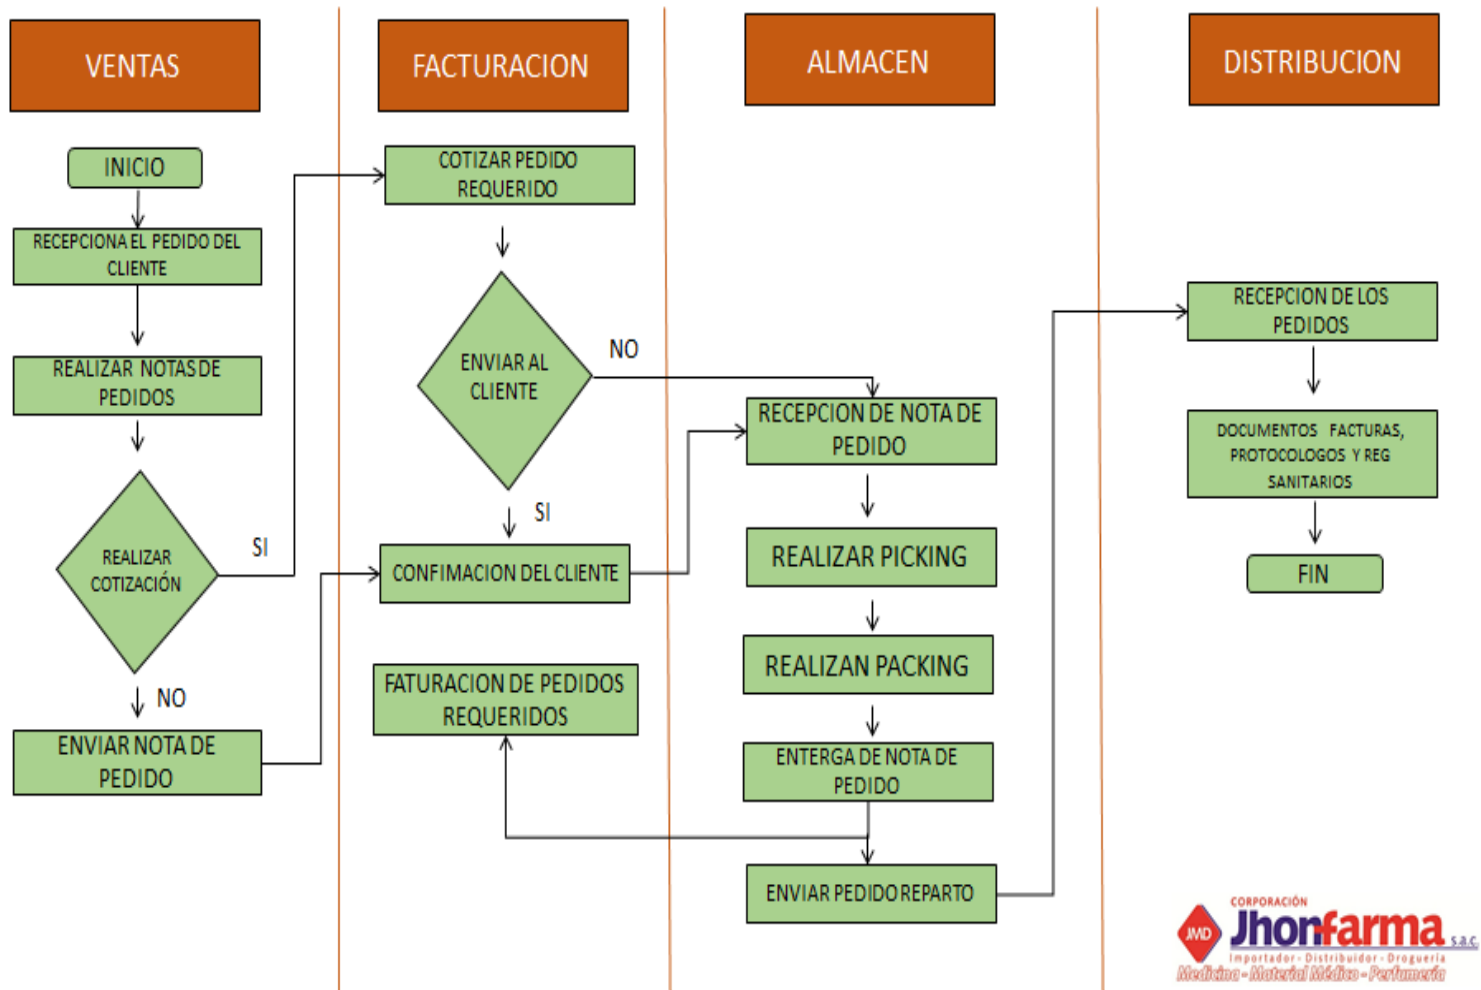 VENTAS
FACTURACION
ALMACEN
DISTRIBUCION
INICIO
RECEPCIONA EL PEDIDO DEL
CLIENTE
REALIZAR NOTAS DE
PEDIDOS
REALIZAR
COTIZACIÓN
SI
NO
ENVIAR NOTA DE
PEDIDO
COTIZAR PEDIDO
REQUERIDO
ENVIAR AL
CLIENTE
NO
SI
CONFIMACION DEL CLIENTE
FATURACION DE PEDIDOS
REQUERIDOS
RECEPCION DE NOTA DE
PEDIDO
REALIZAR PICKING
REALIZAN PACKING
ENTERGA DE NOTA DE
PEDIDO
ENVIAR PEDIDO REPARTO
RECEPCION DE LOS
PEDIDOS
DOCUMENTOS FACTURAS,
PROTOCOLOGOS Y REG
SANITARIOS
FIN
CORPORACIÓN
JMD Jhonfarma s.a.c.
Importador - Distribuidor - Droguería
Medicina - Material Médico - Perfumería